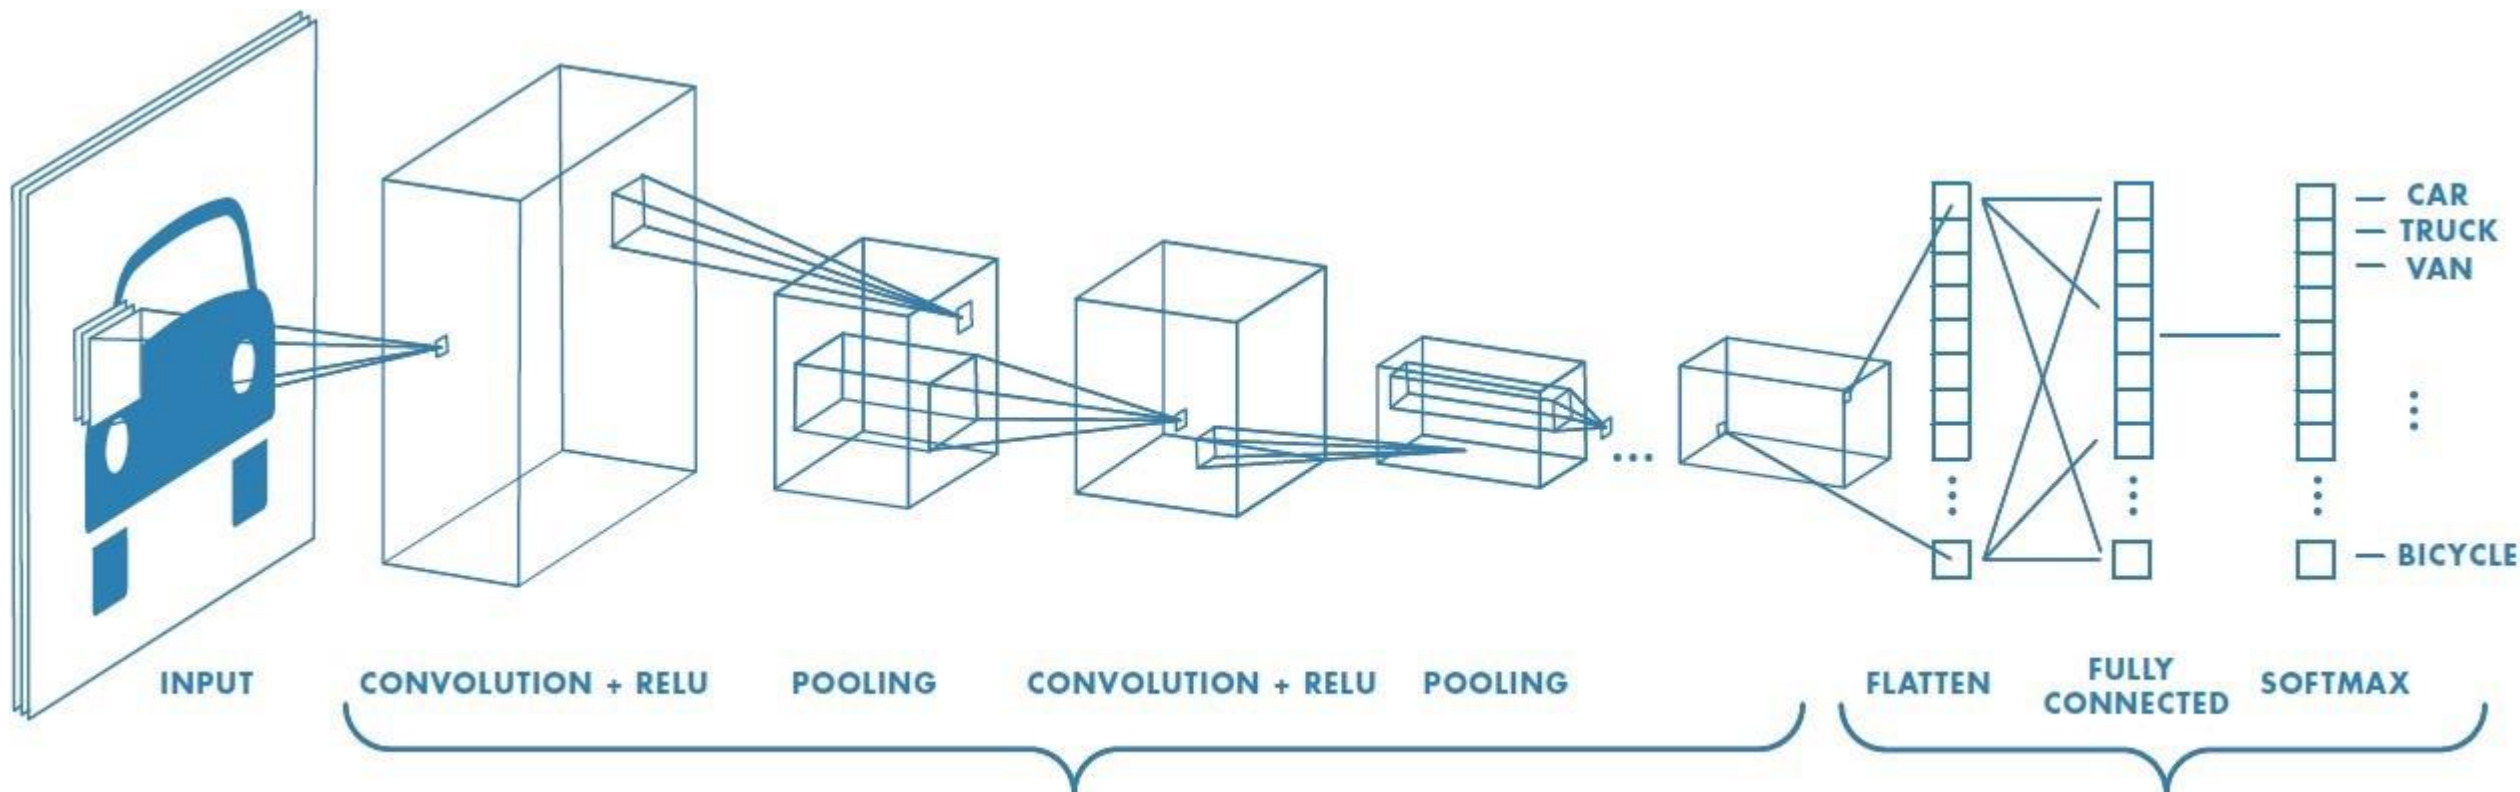 CAR
TRUCK
VAN
BICYCLE
INPUT
CONVOLUTION + RELU
POOLING
CONVOLUTION + RELU
POOLING
FLATTEN
FULLY
CONNECTED
SOFTMAX